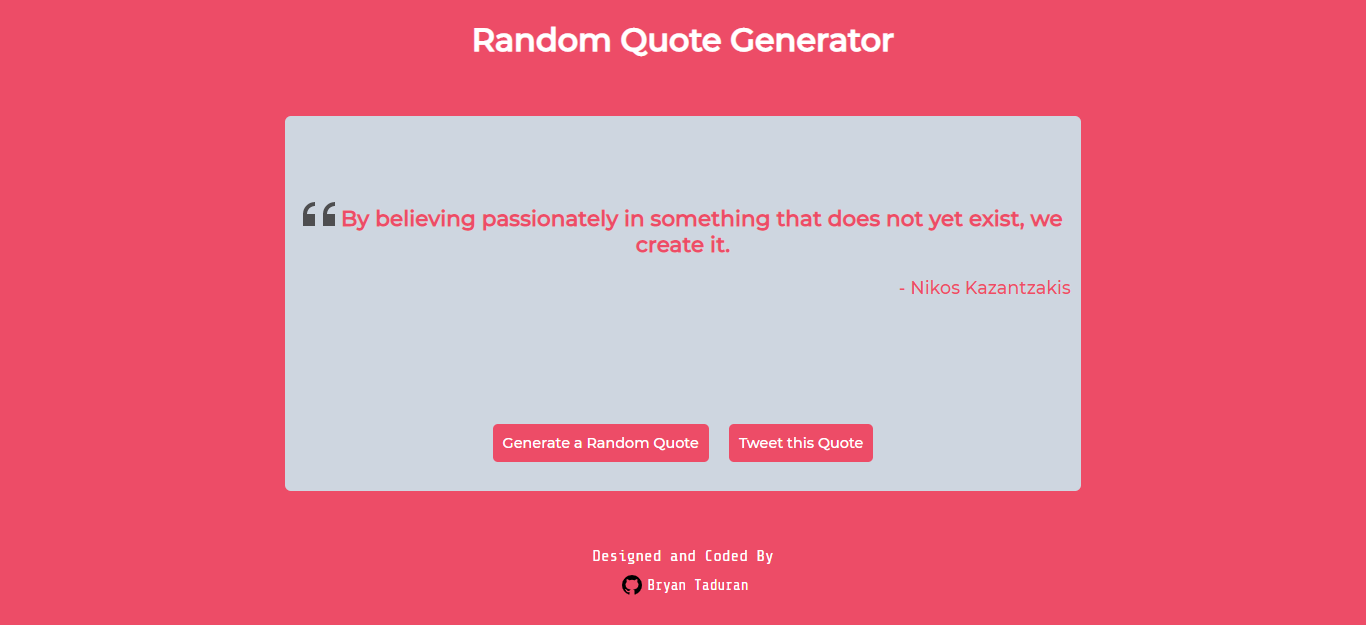 Random Quote Generator
❝ By believing passionately in something that does not yet exist, we
create it.
- Nikos Kazantzakis
Generate a Random Quote
Tweet this Quote
Designed and Coded By
Bryan Taduran